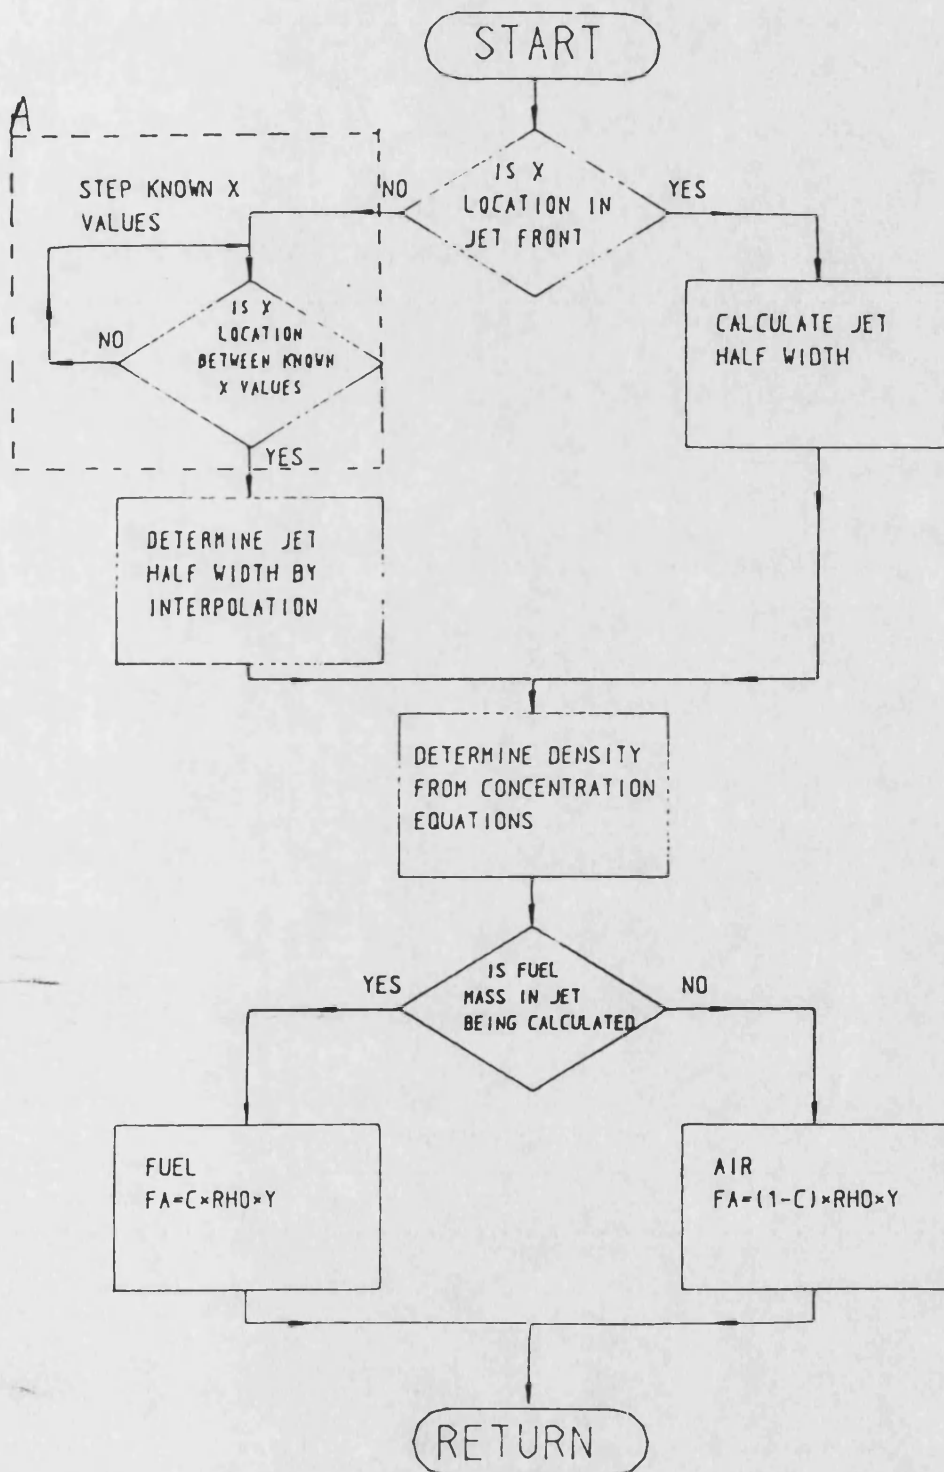 START
A
IS X
LOCATION IN
JET FRONT
NO
YES
STEP KNOWN X
VALUES
IS X
LOCATION
BETWEEN KNOWN
X VALUES
NO
YES
CALCULATE JET
HALF WIDTH
DETERMINE JET
HALF WIDTH BY
INTERPOLATION
DETERMINE DENSITY
FROM CONCENTRATION
EQUATIONS
IS FUEL
MASS IN JET
BEING CALCULATED
YES
NO
FUEL
FA=C×RHO×Y
AIR
FA=(1-C)×RHO×Y
RETURN